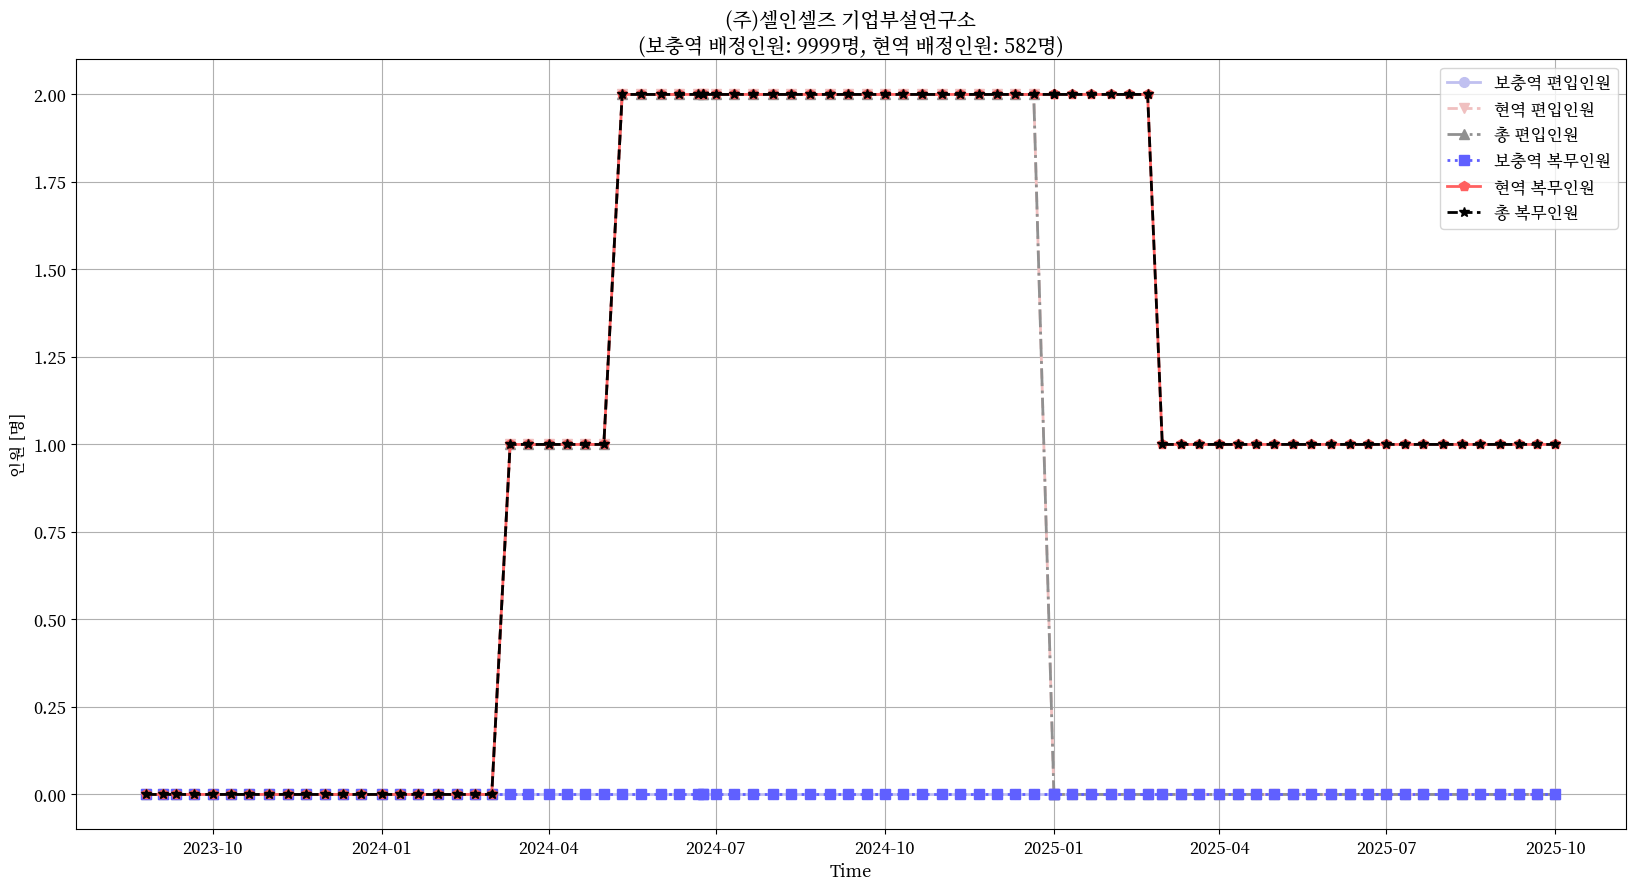 (주)셀인셀즈 기업부설연구소
(보충역 배정인원: 9999명, 현역 배정인원: 582명)
보충역 편입인원
현역 편입인원
총 편입인원
보충역 복무인원
현역 복무인원
총 복무인원
2.00
1.75
1.50
1.25
1.00
0.75
0.50
0.25
0.00
인원 [명]
2023-10
2024-01
2024-04
2024-07
2024-10
2025-01
2025-04
2025-07
2025-10
Time